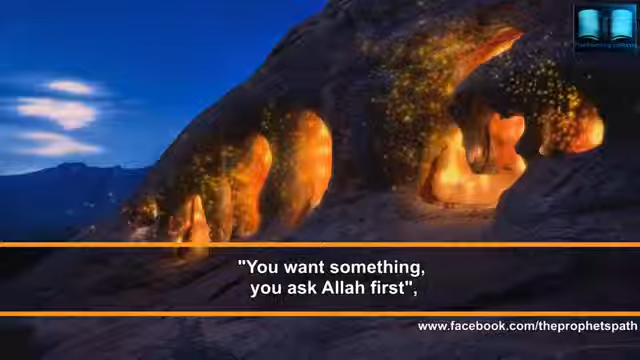 "You want something,
you ask Allah first",
www.facebook.com/theprophetspath